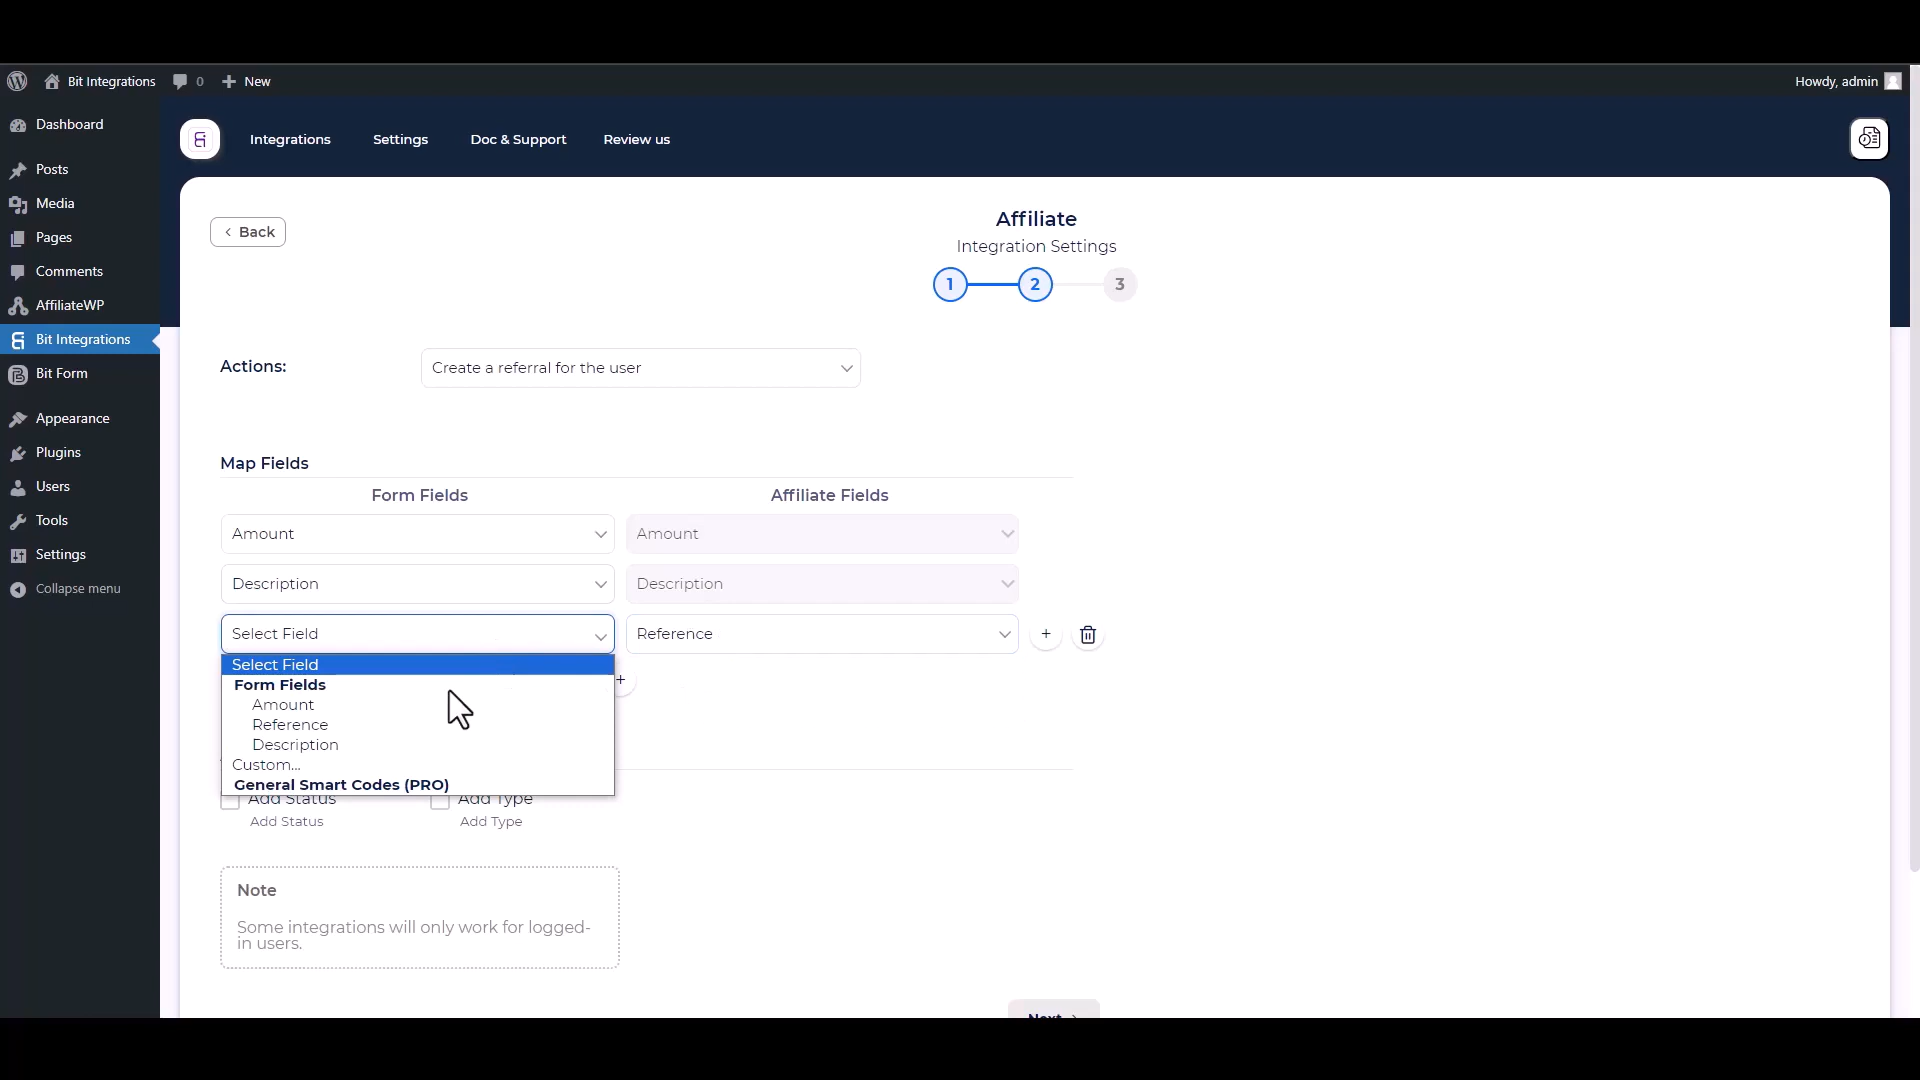 Bit Integrations
0
New
Howdy, admin
Dashboard
Posts
Media
Pages
Comments
AffiliateWP
Bit Integrations
Bit Form
Appearance
Plugins
Users
Tools
Settings
Collapse menu
Integrations
Settings
Doc & Support
Review us
Back
Affiliate
Integration Settings
1
2
3
Actions:
Create a referral for the user
Map Fields
Form Fields
Affiliate Fields
Amount
Amount
Description
Description
Select Field
Reference
+
Select Field
+
Form Fields
Amount
Reference
Description
Custom...
General Smart Codes (PRO)
Add Status
Add Type
Add Status
Add Type
Note
Some integrations will only work for logged-
in users.
Next